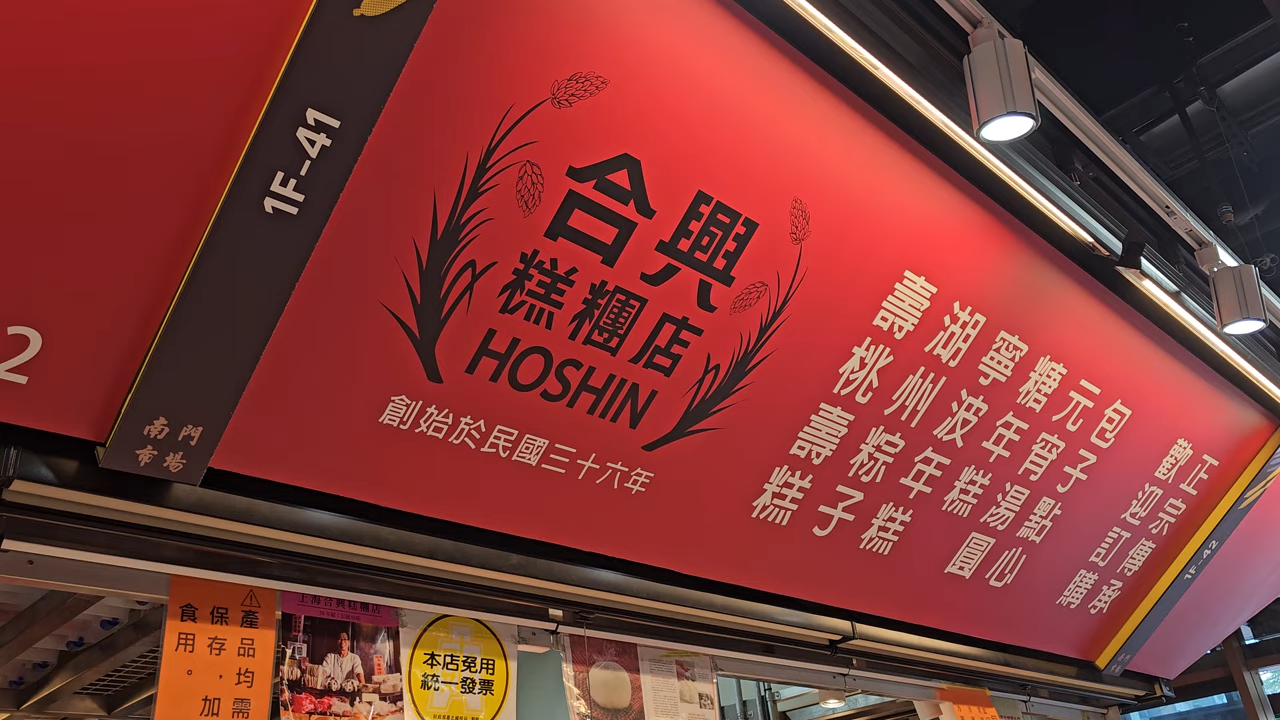 2
1F-41
南門
市場
合興
糕糰店
HOSHIN
創始於民國三十六年
正宗傳承
歡迎訂購
包子點心
元宵湯圓
糖年糕
寧波年糕
湖州粽子
壽桃壽糕
1F-42
產品均需
保存，加
食用。
上海合興糕糰店
本店免用
統一發票